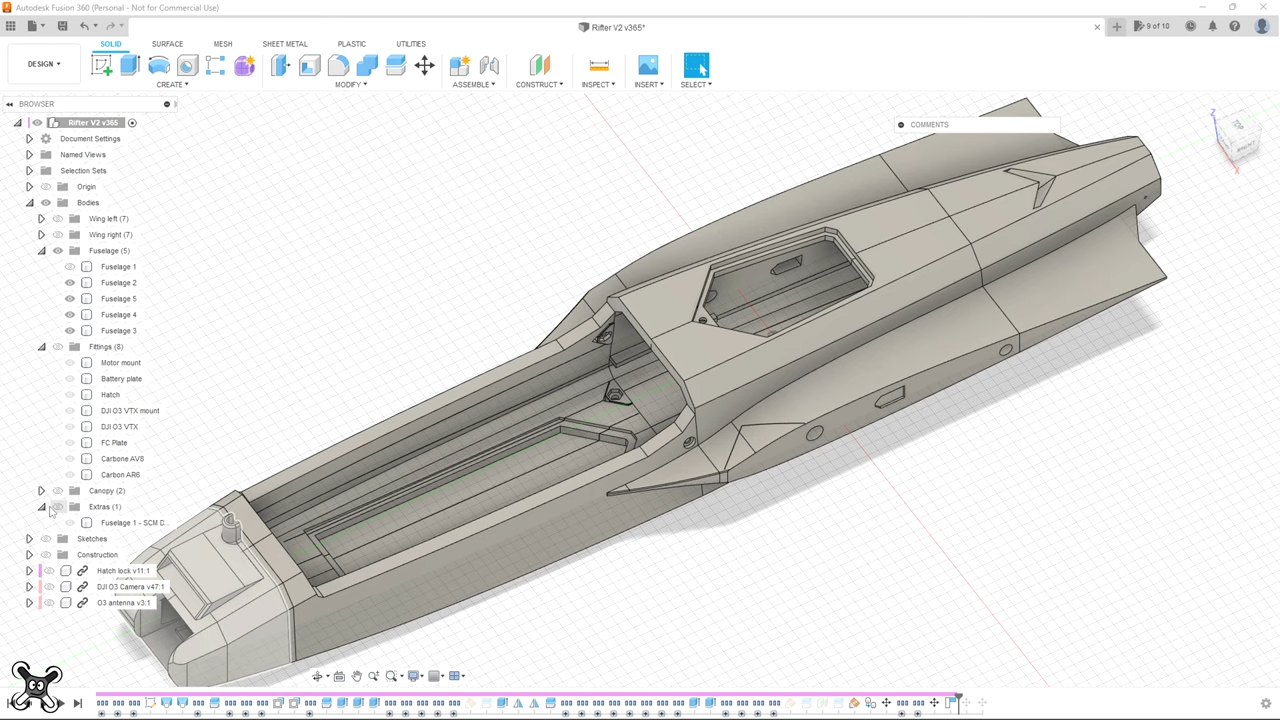 Autodesk Fusion 360 (Personal - Not for Commercial Use)
Rifter V2 v365*
9 of 10
DESIGN
SOLID
SURFACE
MESH
SHEET METAL
PLASTIC
UTILITIES
CREATE
MODIFY
ASSEMBLE
CONSTRUCT
INSPECT
INSERT
SELECT
BROWSER
COMMENTS
Rifter V2 v365
Document Settings
Named Views
Selection Sets
Origin
Bodies
Wing left (7)
Wing right (7)
Fuselage (5)
Fuselage 1
Fuselage 2
Fuselage 5
Fuselage 4
Fuselage 3
Fittings (8)
Motor mount
Battery plate
Hatch
DJI O3 VTX mount
DJI O3 VTX
FC Plate
Carbone AV8
Carbon AR6
Canopy (2)
Extras (1)
Fuselage 1 - SCM D...
Sketches
Construction
Hatch lock v11:1
DJI O3 Camera v47:1
O3 antenna v3:1
Z
TOP
RIGHT
X